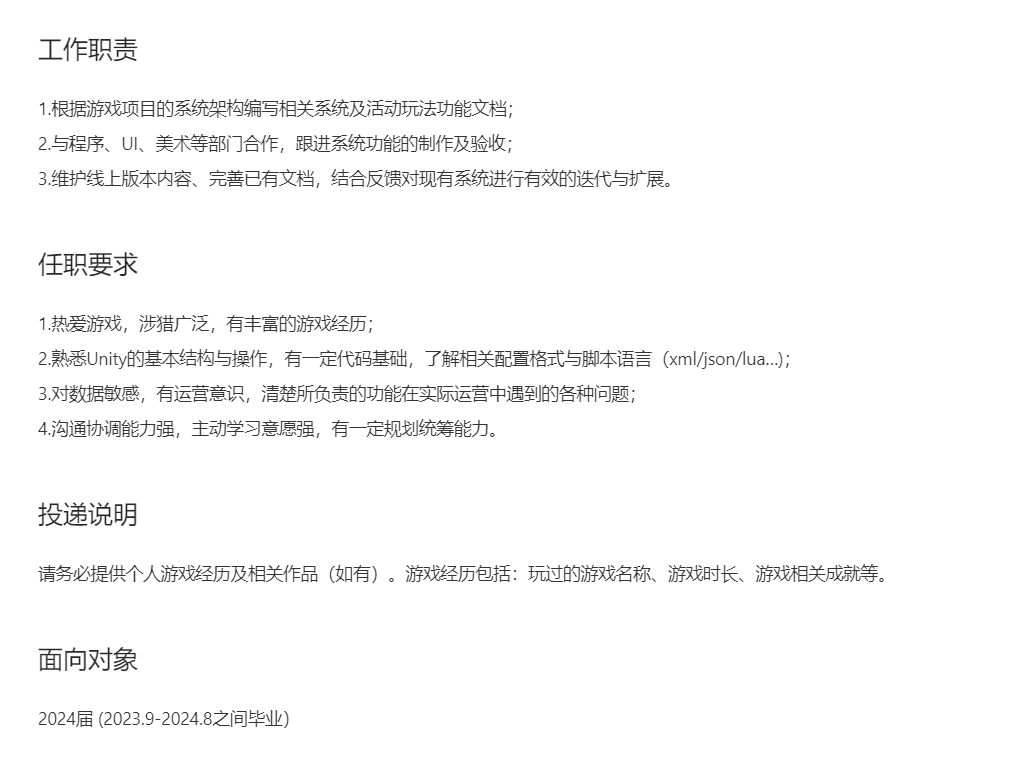 工作职责
1.根据游戏项目的系统架构编写相关系统及活动玩法功能文档；
2.与程序、UI、美术等部门合作，跟进系统功能的制作及验收；
3.维护线上版本内容、完善已有文档，结合反馈对现有系统进行有效的迭代与扩展。
任职要求
1.热爱游戏，涉猎广泛，有丰富的游戏经历；
2.熟悉Unity的基本结构与操作，有一定代码基础，了解相关配置格式与脚本语言（xml/json/lua…）；
3.对数据敏感，有运营意识，清楚所负责的功能在实际运营中遇到的各种问题；
4.沟通协调能力强，主动学习意愿强，有一定规划统筹能力。
投递说明
请务必提供个人游戏经历及相关作品（如有）。游戏经历包括：玩过的游戏名称、游戏时长、游戏相关成就等。
面向对象
2024届 (2023.9-2024.8之间毕业)